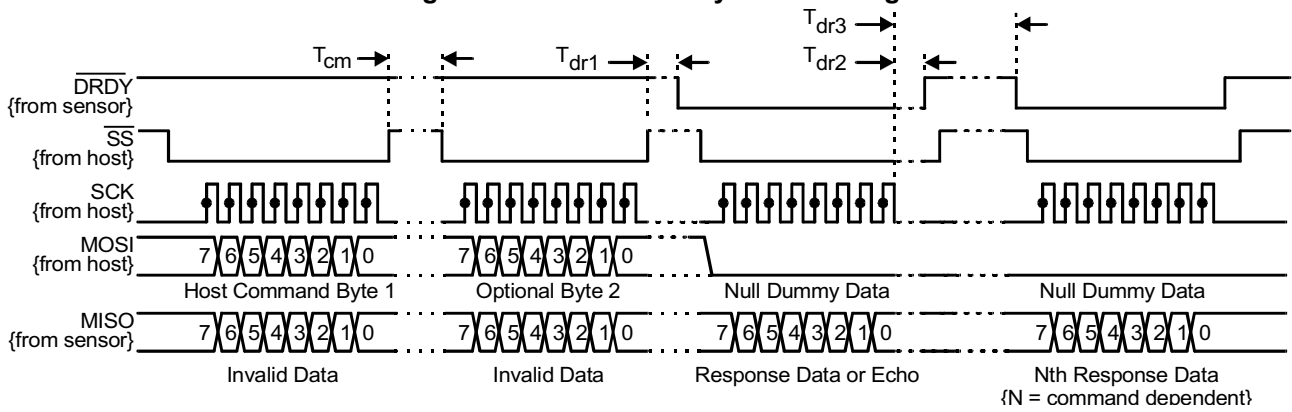 Tdr3
Tcm
Tdr1
Tdr2
DRDY
{from sensor}
SS
{from host}
SCK
{from host}
MOSI
{from host}
7 6 5 4 3 2 1 0
7 6 5 4 3 2 1 0
Host Command Byte 1
Optional Byte 2
Null Dummy Data
Null Dummy Data
MISO
{from sensor}
7 6 5 4 3 2 1 0
7 6 5 4 3 2 1 0
7 6 5 4 3 2 1 0
7 6 5 4 3 2 1 0
Invalid Data
Invalid Data
Response Data or Echo
Nth Response Data
{N = command dependent}